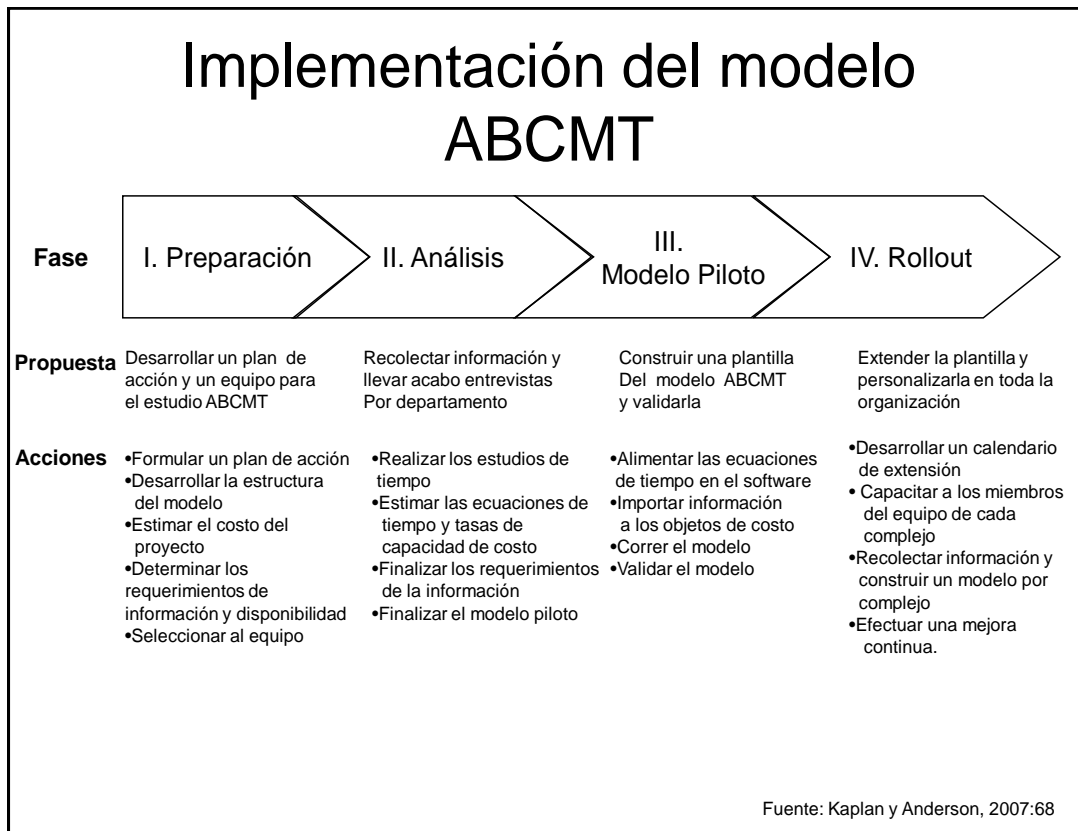 Implementación del modelo
ABCMT
Fase
I. Preparación
II. Análisis
III.
Modelo Piloto
IV. Rollout
Propuesta
Desarrollar un plan de
acción y un equipo para
el estudio ABCMT
Recolectar información y
llevar acabo entrevistas
Por departamento
Construir una plantilla
Del modelo ABCMT
y validarla
Extender la plantilla y
personalizarla en toda la
organización
Acciones
•Formular un plan de acción
•Desarrollar la estructura
del modelo
•Estimar el costo del
proyecto
•Determinar los
requerimientos de
información y disponibilidad
•Seleccionar al equipo
•Realizar los estudios de
tiempo
•Estimar las ecuaciones de
tiempo y tasas de
capacidad de costo
•Finalizar los requerimientos
de la información
•Finalizar el modelo piloto
•Alimentar las ecuaciones
de tiempo en el software
•Importar información
a los objetos de costo
•Correr el modelo
•Validar el modelo
•Desarrollar un calendario
de extensión
• Capacitar a los miembros
del equipo de cada
complejo
•Recolectar información y
construir un modelo por
complejo
•Efectuar una mejora
continua.
Fuente: Kaplan y Anderson, 2007:68